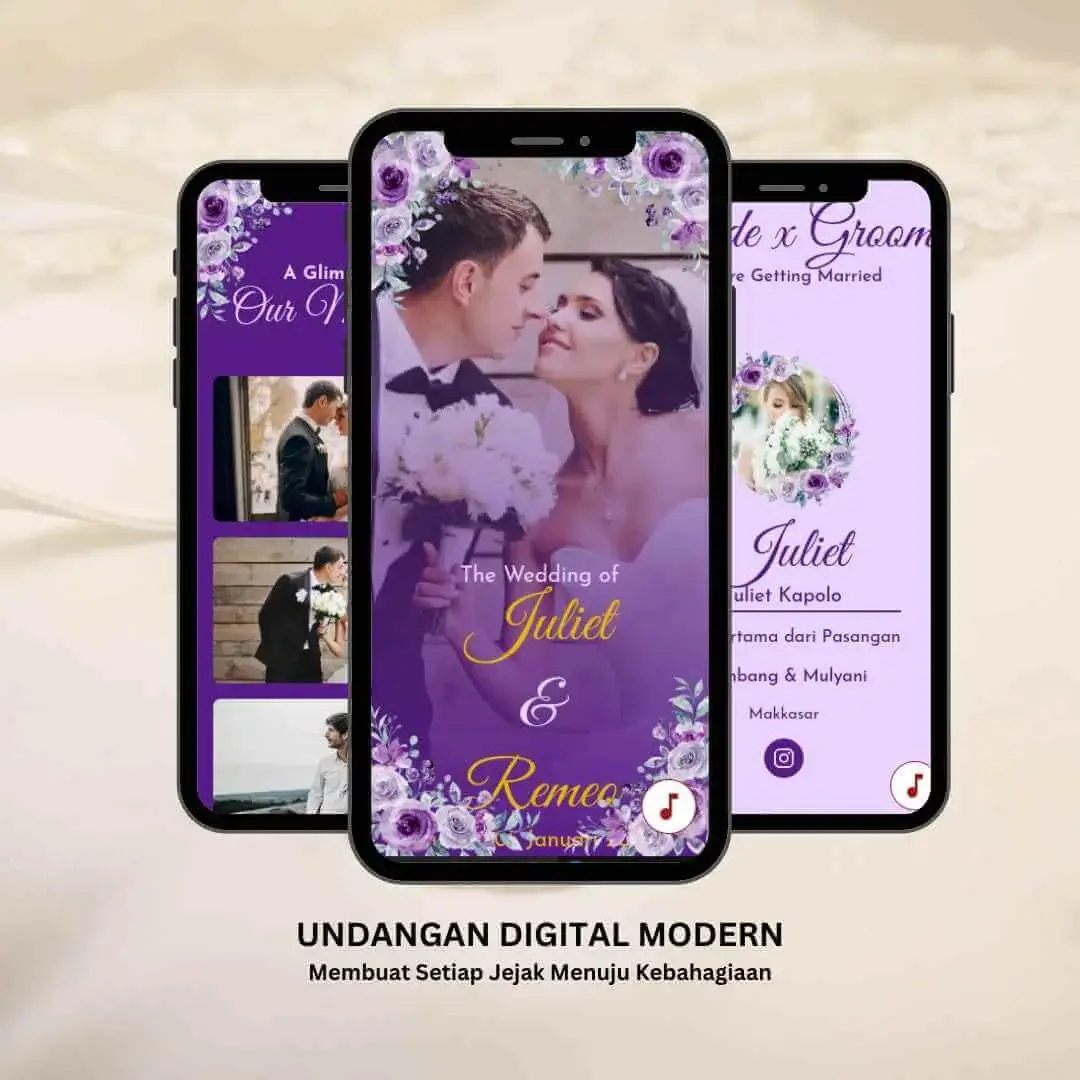 A Glim
Our
The Wedding of
Juliet
&
Remeo
Januari
de x Groom
re Getting Married
Juliet
uliet Kapolo
rtama dari Pasangan
nbang & Mulyani
Makkasar
UNDANGAN DIGITAL MODERN
Membuat Setiap Jejak Menuju Kebahagiaan